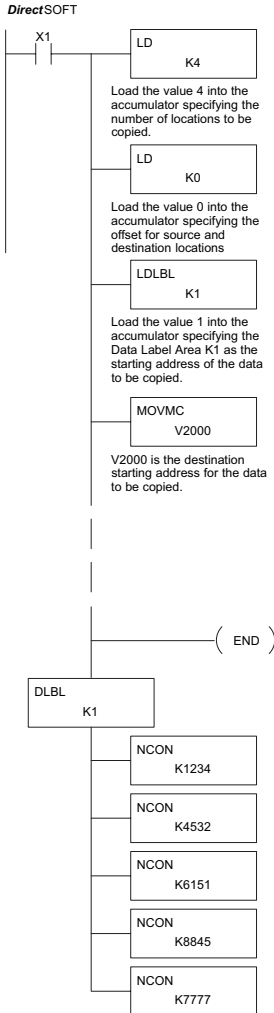 DirectSOFT
X1
LD
K4
Load the value 4 into the
accumulator specifying the
number of locations to be
copied.
LD
K0
Load the value 0 into the
accumulator specifying the
offset for source and
destination locations
LDLBL
K1
Load the value 1 into the
accumulator specifying the
Data Label Area K1 as the
starting address of the data
to be copied.
MOVMC
V2000
V2000 is the destination
starting address for the data
to be copied.
END
DLBL
K1
NCON
K1234
NCON
K4532
NCON
K6151
NCON
K8845
NCON
K7777